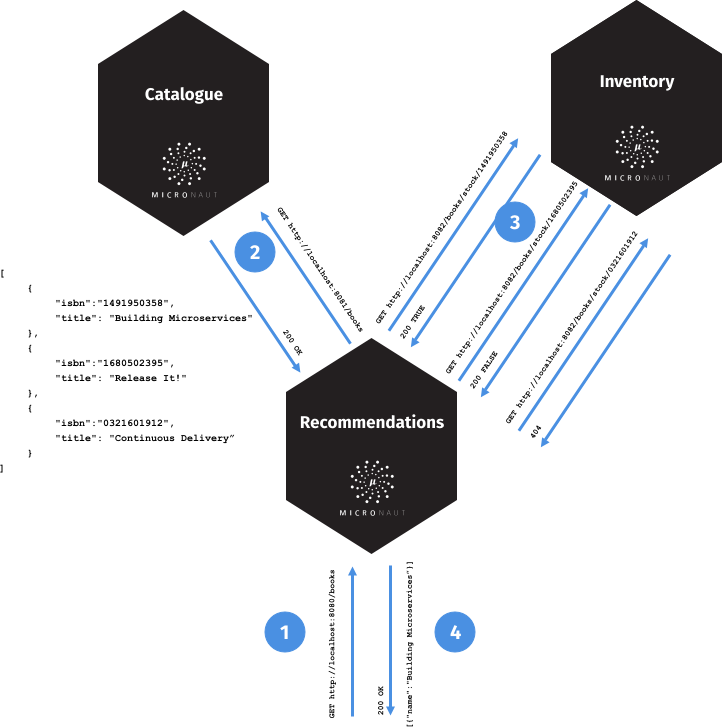 Catalogue
μ
MICRONAUT
Inventory
μ
MICRONAUT
2
GET http://localhost:8081/books
200 OK
[
{
"isbn":"1491950358",
"title": "Building Microservices"
},
{
"isbn":"1680502395",
"title": "Release It!"
},
{
"isbn":"0321601912",
"title": "Continuous Delivery”
}
]
3
GET http://localhost:8082/books/stock/1491950358
200 TRUE
GET http://localhost:8082/books/stock/1680502395
200 FALSE
GET http://localhost:8082/books/stock/0321601912
404
Recommendations
μ
MICRONAUT
1
GET http://localhost:8080/books
200 OK
[{"name":"Building Microservices"}]
4